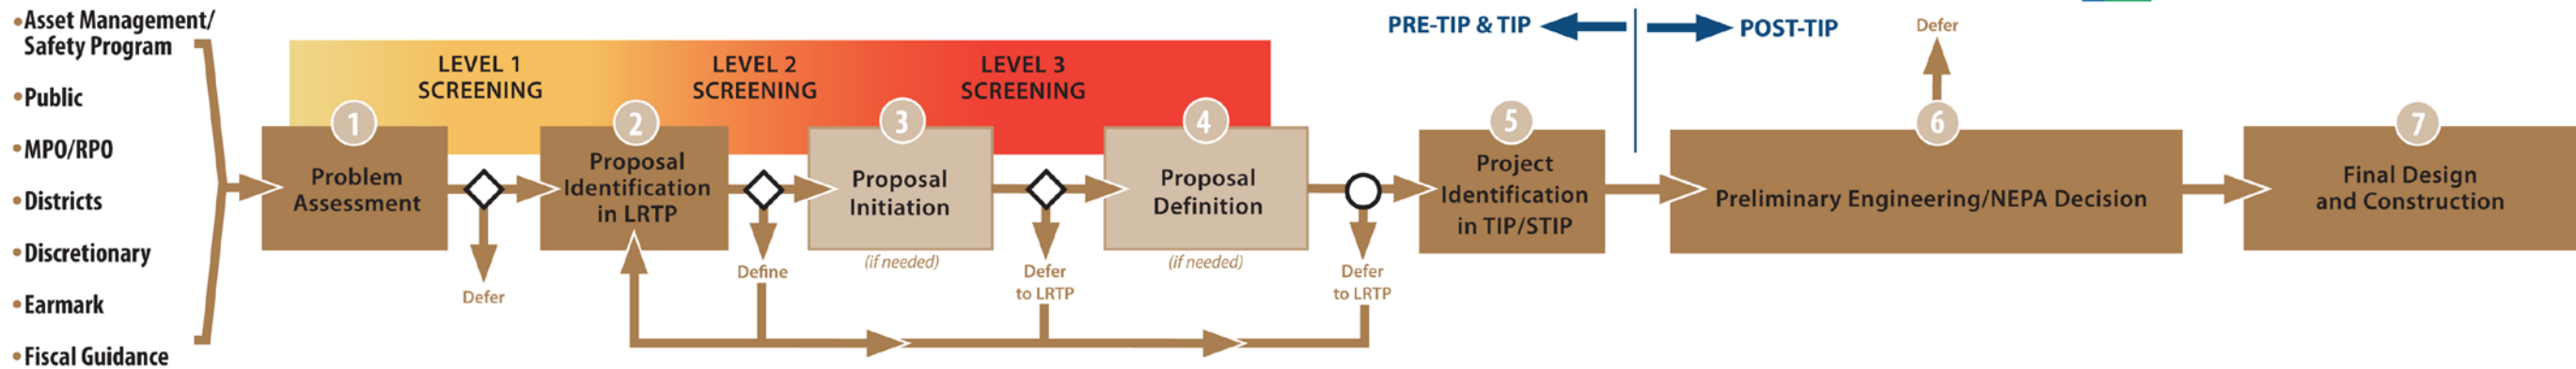 •Asset Management/
Safety Program
•Public
•MPO/RPO
•Districts
•Discretionary
•Earmark
•Fiscal Guidance
LEVEL 1
SCREENING
LEVEL 2
SCREENING
LEVEL 3
SCREENING
PRE-TIP & TIP
POST-TIP
1
Problem
Assessment
Defer
2
Proposal
Identification
in LRTP
Define
3
Proposal
Initiation
(if needed)
Defer
to LRTP
4
Proposal
Definition
(if needed)
Defer
to LRTP
5
Project
Identification
in TIP/STIP
Defer
6
Preliminary Engineering/NEPA Decision
7
Final Design
and Construction